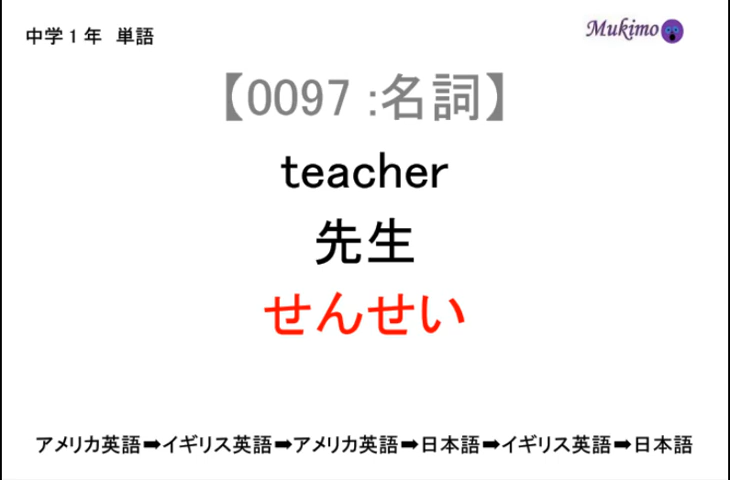 中学１年 単語
Mukimo
【0097 :名詞】
teacher
先生
せんせい
アメリカ英語➡イギリス英語➡アメリカ英語➡日本語➡イギリス英語➡日本語